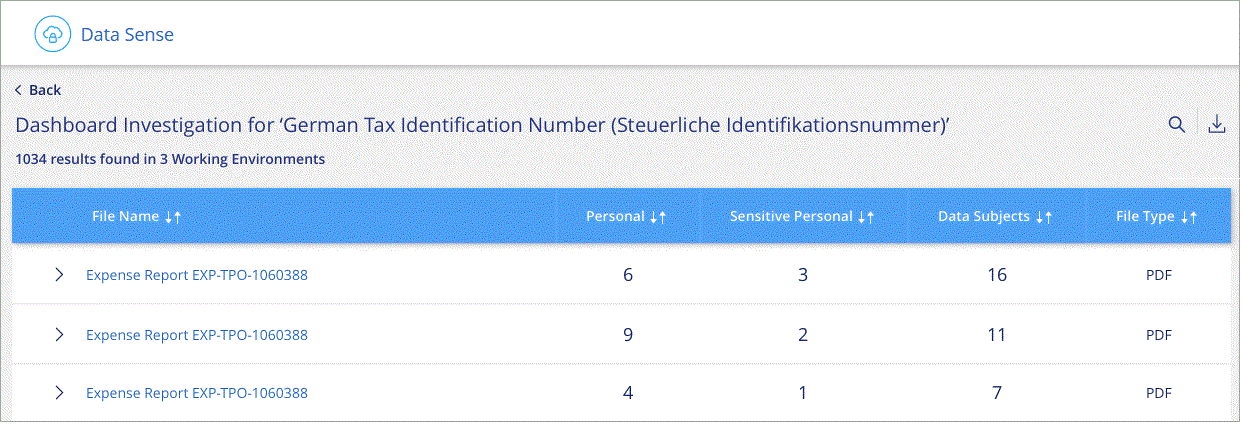 Data Sense
Back
Dashboard Investigation for ‘German Tax Identification Number (Steuerliche Identifikationsnummer)’
1034 results found in 3 Working Environments
File Name Personal Sensitive Personal Data Subjects File Type
Expense Report EXP-TPO-1060388 6 3 16 PDF
Expense Report EXP-TPO-1060388 9 2 11 PDF
Expense Report EXP-TPO-1060388 4 1 7 PDF